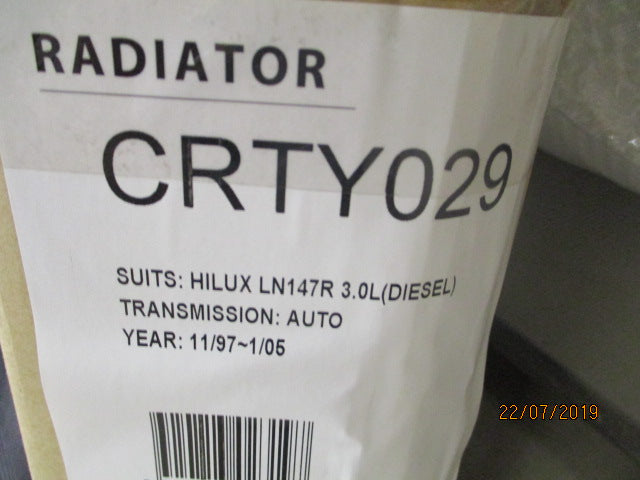 RADIATOR
CRTY029
SUITS: HILUX LN147R 3.0L(DIESEL)
TRANSMISSION: AUTO
YEAR: 11/97~1/05
22/07/2019